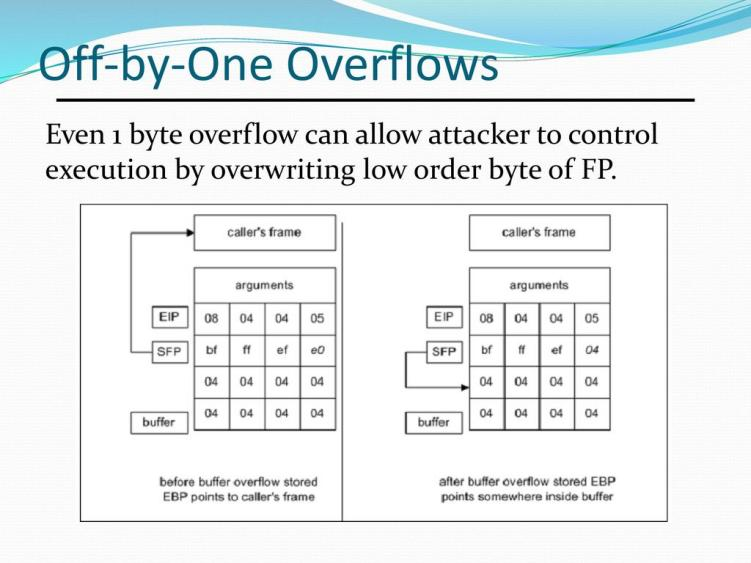 Off-by-One Overflows
Even 1 byte overflow can allow attacker to control
execution by overwriting low order byte of FP.
caller's frame
arguments
EIP 08 04 04 05
SFP bf ff ef e0
04 04 04 04
buffer 04 04 04 04
before buffer overflow stored
EBP points to caller's frame
caller's frame
arguments
EIP 08 04 04 05
SFP bf ff ef 04
04 04 04 04
buffer 04 04 04 04
after buffer overflow stored EBP
points somewhere inside buffer